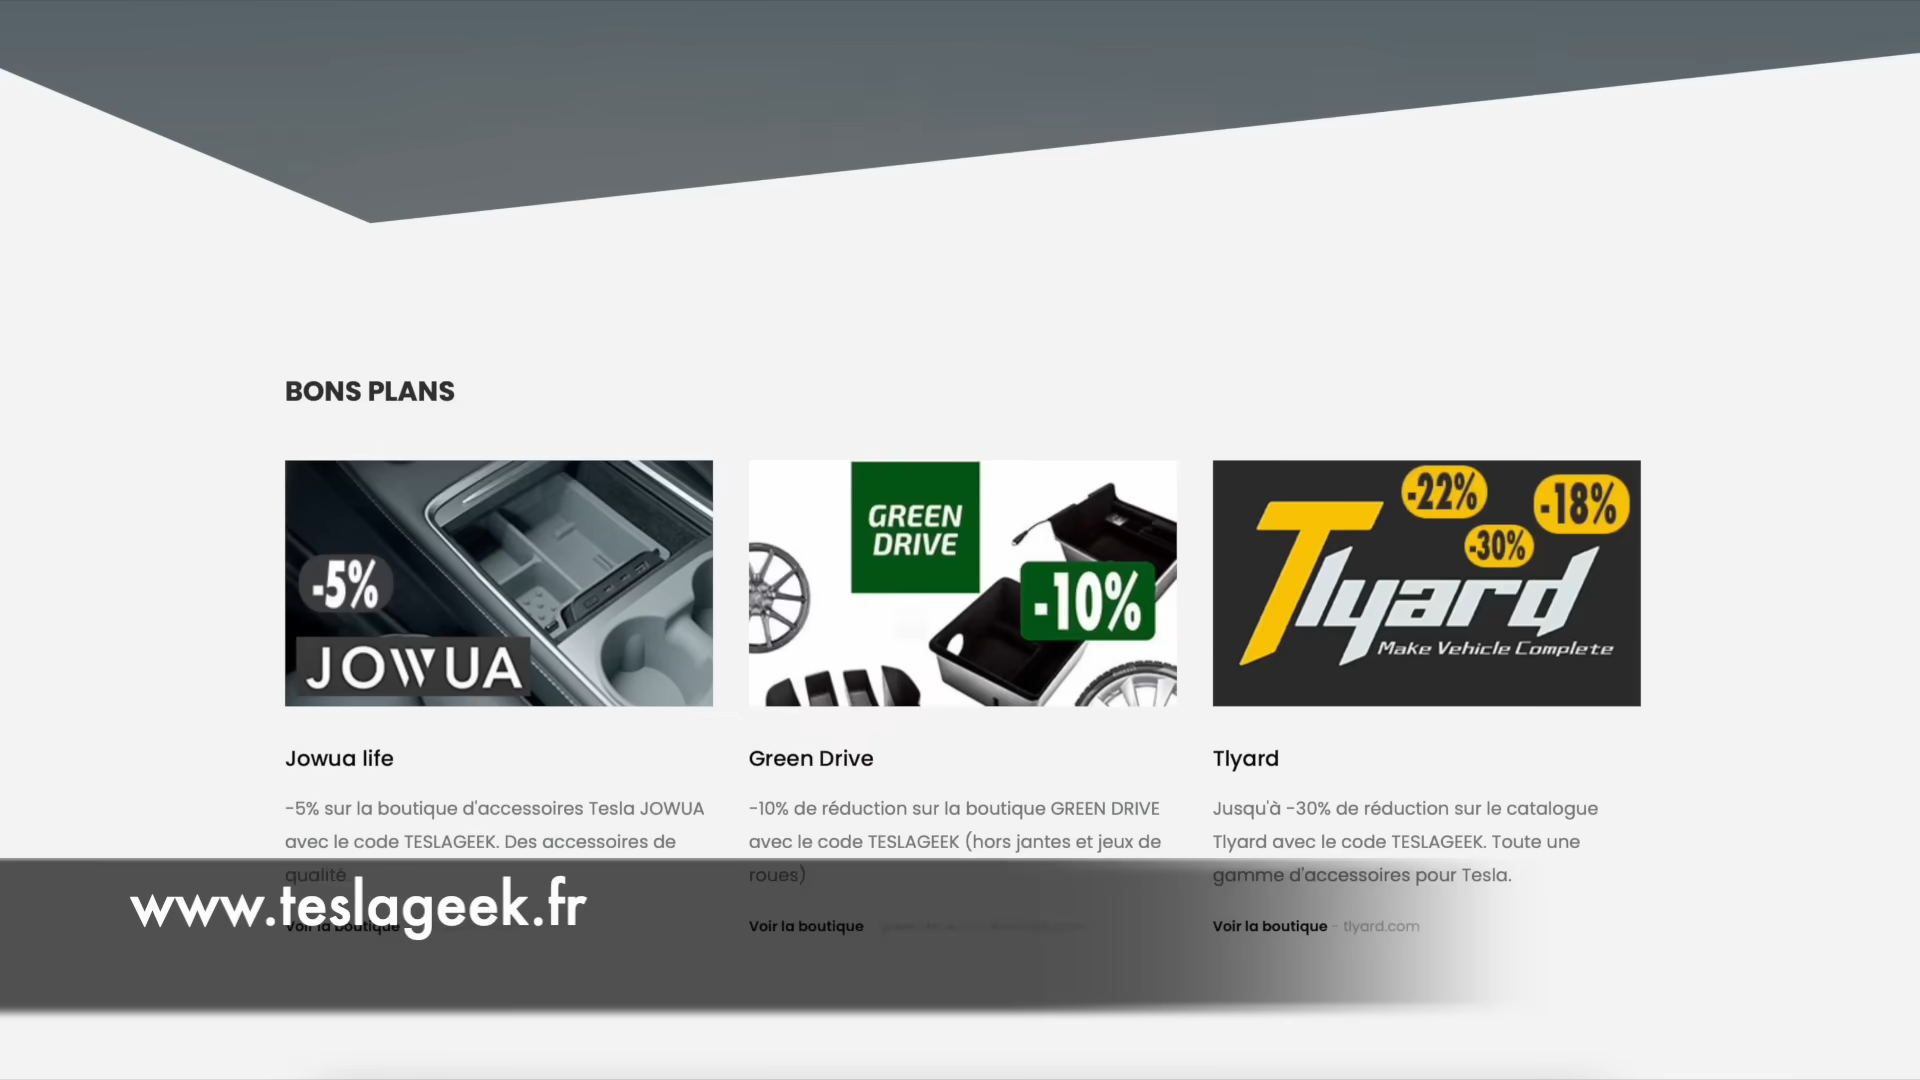 BONS PLANS
-5%
JOWUA
GREEN
DRIVE
-10%
-22%
-18%
-30%
Tlyard
Make Vehicle Complete
Jowua life
-5% sur la boutique d'accessoires Tesla JOWUA
avec le code TESLAGEEK. Des accessoires de
qualité
Voir la boutique
Green Drive
-10% de réduction sur la boutique GREEN DRIVE
avec le code TESLAGEEK (hors jantes et jeux de
roues)
Voir la boutique
Tlyard
Jusqu'à -30% de réduction sur le catalogue
Tlyard avec le code TESLAGEEK. Toute une
gamme d'accessoires pour Tesla.
Voir la boutique - tlyard.com
www.teslageek.fr